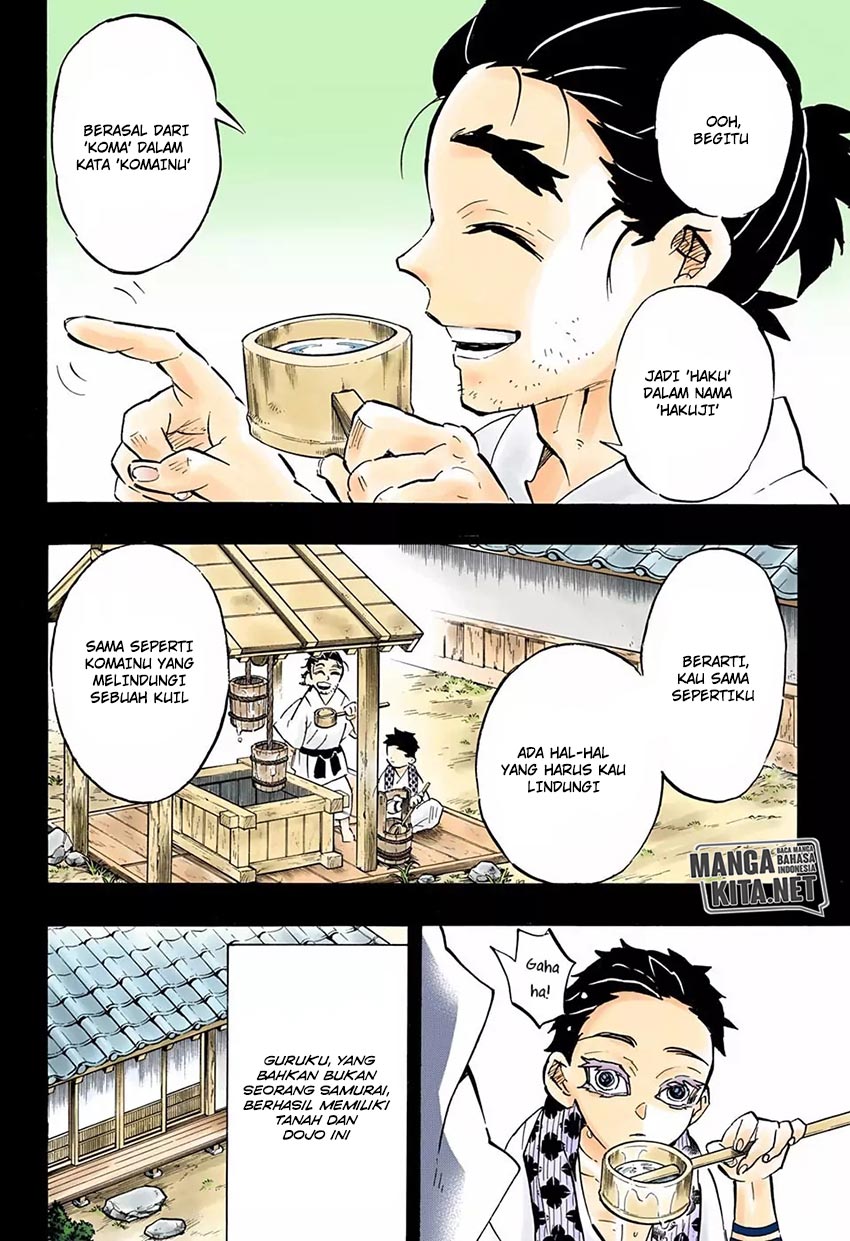 OOH,
BEGITU
JADI 'HAKU'
DALAM NAMA
'HAKUJI'
BERASAL DARI
'KOMA' DALAM
KATA 'KOMAINU'
BERARTI,
KAU SAMA
SEPERTIKU
ADA HAL-HAL
YANG HARUS KAU
LINDUNGI
SAMA SEPERTI
KOMAINU YANG
MELINDUNGI
SEBUAH KUIL
MANGA
KITA.NET
BACA MANGA
BAHASA
INDONESIA
Gaha
ha!
GURUKU, YANG
BAHKAN BUKAN
SEORANG SAMURAI,
BERHASIL MEMILIKI
TANAH DAN
DOJO INI